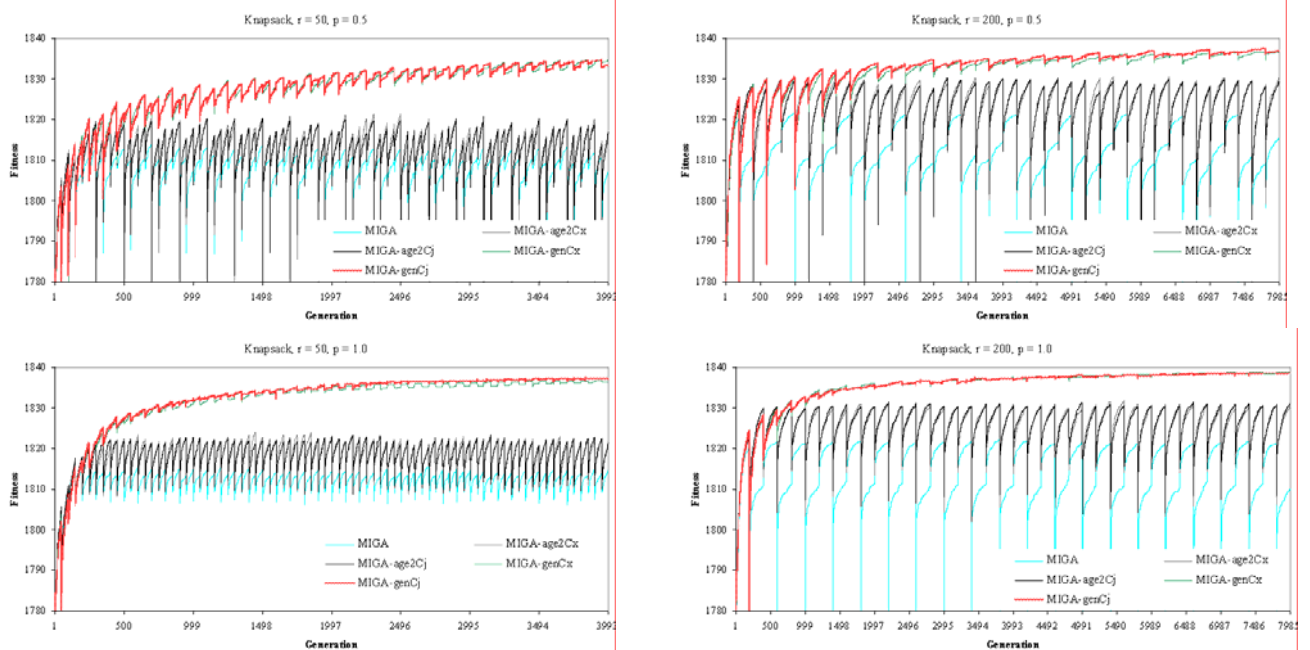 Knapsack, r = 50, p = 0.5
1840
1830
1820
1810
1800
1790
1780
Fitness
MIGA
MIGA-age2Cx
MIGA-age2Cj
MIGA-genCx
MIGA-genCj
1 500 999 1498 1997 2496 2995 3494 3993
Generation
Knapsack, r = 200, p = 0.5
1840
1830
1820
1810
1800
1790
1780
Fitness
MIGA
MIGA-age2Cx
MIGA-age2Cj
MIGA-genCx
MIGA-genCj
1 500 999 1498 1997 2496 2995 3494 3993 4492 4991 5490 5989 6488 6987 7486 7985
Generation
Knapsack, r = 50, p = 1.0
1840
1830
1820
1810
1800
1790
1780
Fitness
MIGA
MIGA-age2Cx
MIGA-age2Cj
MIGA-genCx
MIGA-genCj
1 500 999 1498 1997 2496 2995 3494 3993
Generation
Knapsack, r = 200, p = 1.0
1840
1830
1820
1810
1800
1790
1780
Fitness
MIGA
MIGA-age2Cx
MIGA-age2Cj
MIGA-genCx
MIGA-genCj
1 500 999 1498 1997 2496 2995 3494 3993 4492 4991 5490 5989 6488 6987 7486 7985
Generation